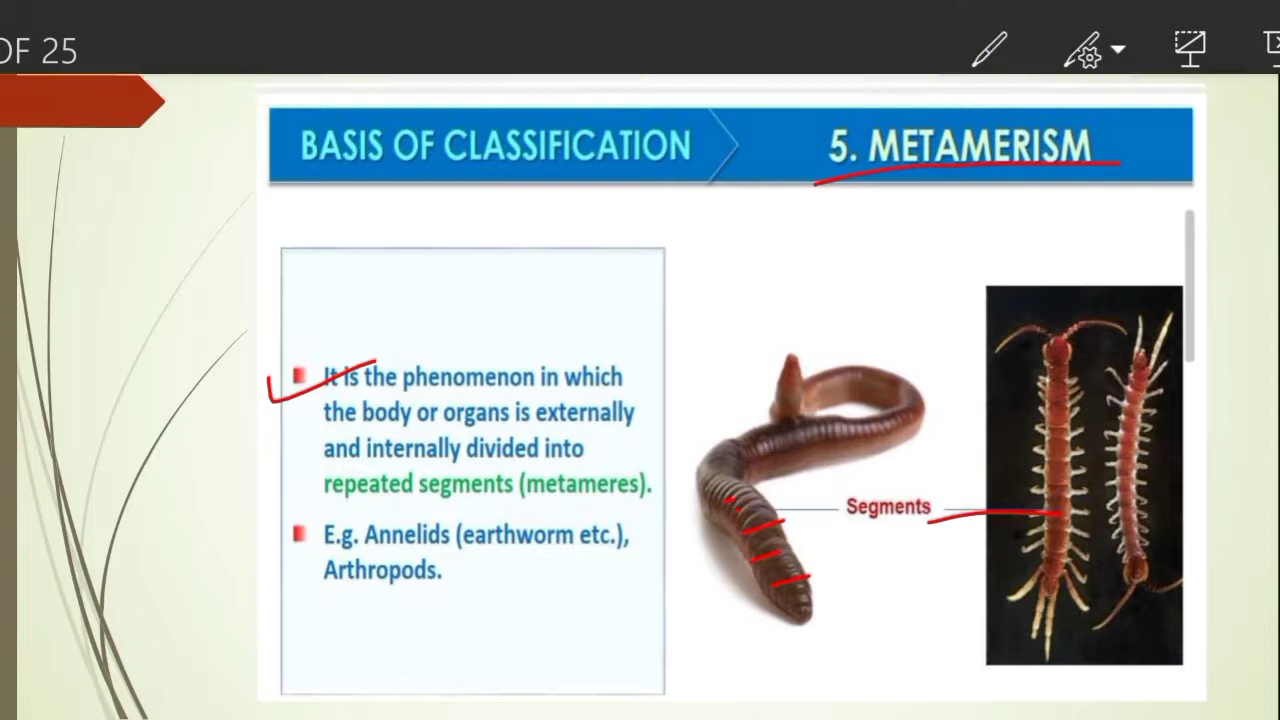 OF 25
BASIS OF CLASSIFICATION
5. METAMERISM
It is the phenomenon in which
the body or organs is externally
and internally divided into
repeated segments (metameres).
E.g. Annelids (earthworm etc.),
Arthropods.
Segments